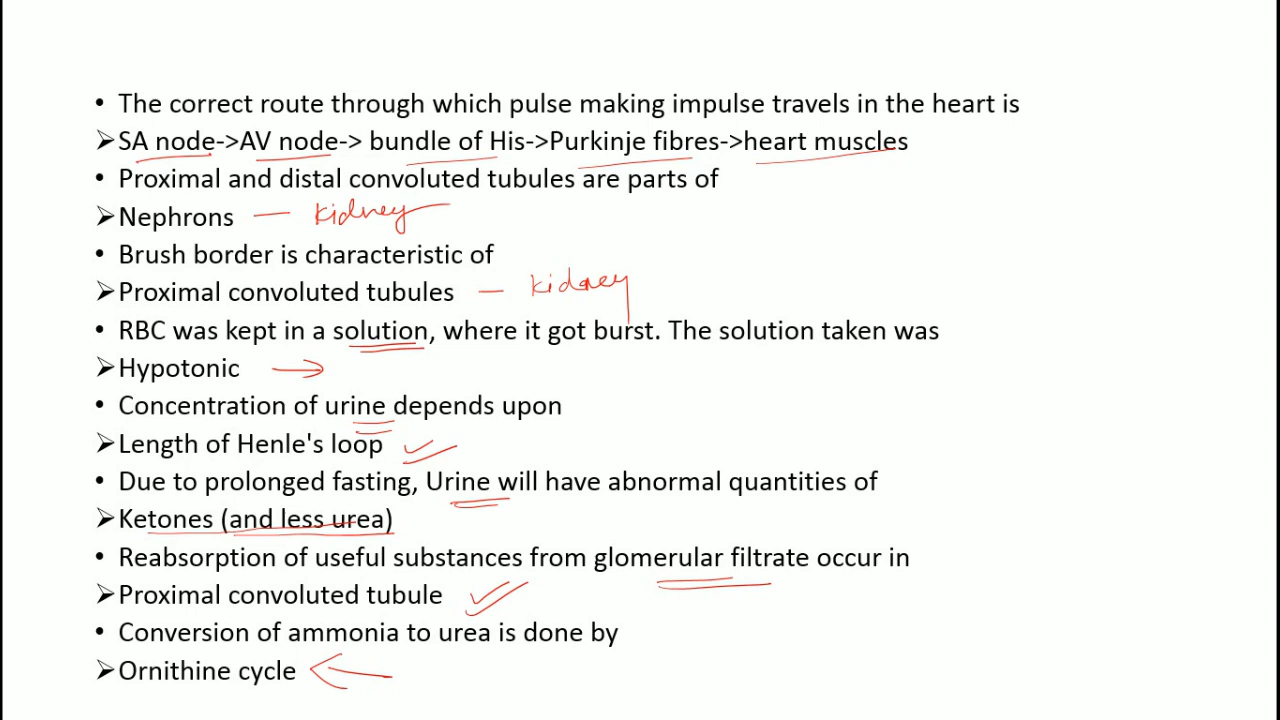 • The correct route through which pulse making impulse travels in the heart is
➢SA node->AV node-> bundle of His->Purkinje fibres->heart muscles
• Proximal and distal convoluted tubules are parts of
➢Nephrons — kidney
• Brush border is characteristic of
➢Proximal convoluted tubules — kidney
• RBC was kept in a solution, where it got burst. The solution taken was
➢Hypotonic →
• Concentration of urine depends upon
➢Length of Henle's loop ✓
• Due to prolonged fasting, Urine will have abnormal quantities of
➢Ketones (and less urea)
• Reabsorption of useful substances from glomerular filtrate occur in
➢Proximal convoluted tubule ✓
• Conversion of ammonia to urea is done by
➢Ornithine cycle ←